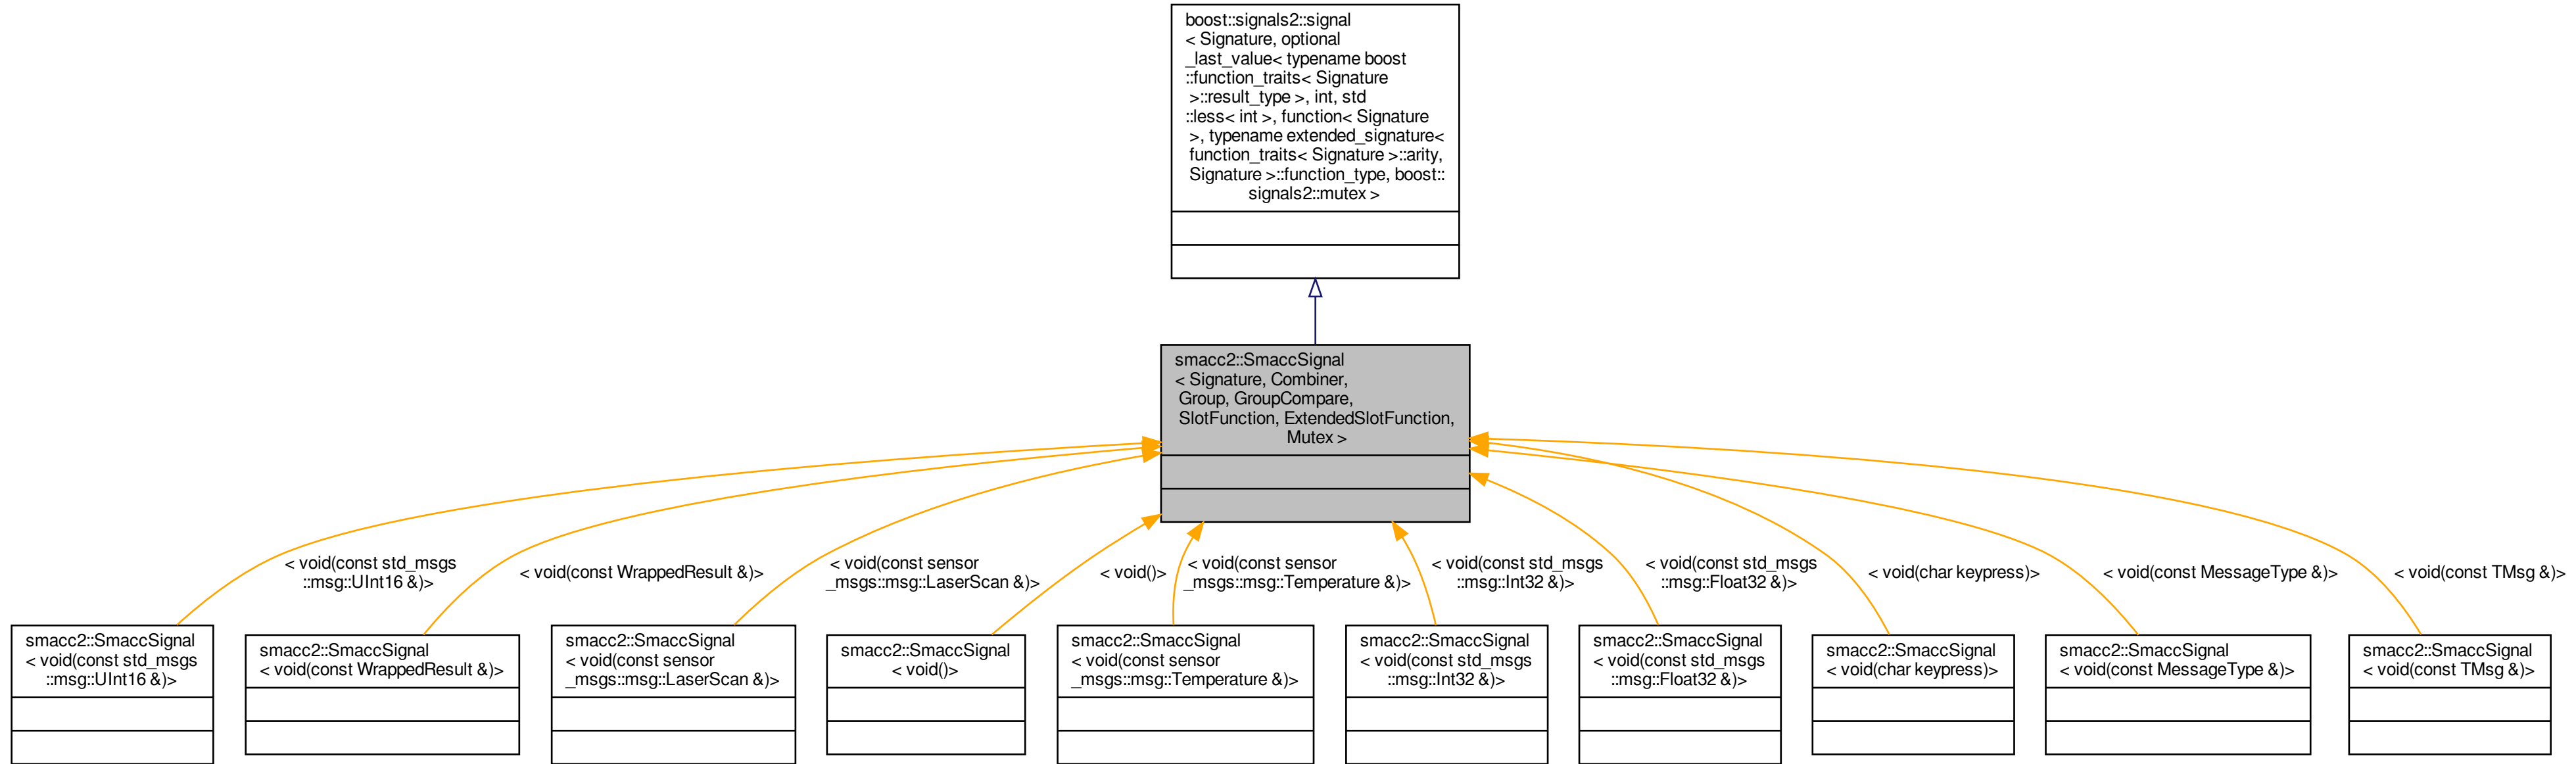 boost::signals2::signal
< Signature, optional
_last_value< typename boost
::function_traits< Signature
>::result_type >, int, std
::less< int >, function< Signature
>, typename extended_signature<
function_traits< Signature >::arity,
Signature >::function_type, boost::
signals2::mutex >
smacc2::SmaccSignal
< Signature, Combiner,
Group, GroupCompare,
SlotFunction, ExtendedSlotFunction,
Mutex >
< void(const std_msgs
::msg::UInt16 &)>
< void(const WrappedResult &)>
< void(const sensor
_msgs::msg::LaserScan &)>
< void()>
< void(const sensor
_msgs::msg::Temperature &)>
< void(const std_msgs
::msg::Int32 &)>
< void(const std_msgs
::msg::Float32 &)>
< void(char keypress)>
< void(const MessageType &)>
< void(const TMsg &)>
smacc2::SmaccSignal
< void(const std_msgs
::msg::UInt16 &)>
smacc2::SmaccSignal
< void(const WrappedResult &)>
smacc2::SmaccSignal
< void(const sensor
_msgs::msg::LaserScan &)>
smacc2::SmaccSignal
< void()>
smacc2::SmaccSignal
< void(const sensor
_msgs::msg::Temperature &)>
smacc2::SmaccSignal
< void(const std_msgs
::msg::Int32 &)>
smacc2::SmaccSignal
< void(const std_msgs
::msg::Float32 &)>
smacc2::SmaccSignal
< void(char keypress)>
smacc2::SmaccSignal
< void(const MessageType &)>
smacc2::SmaccSignal
< void(const TMsg &)>